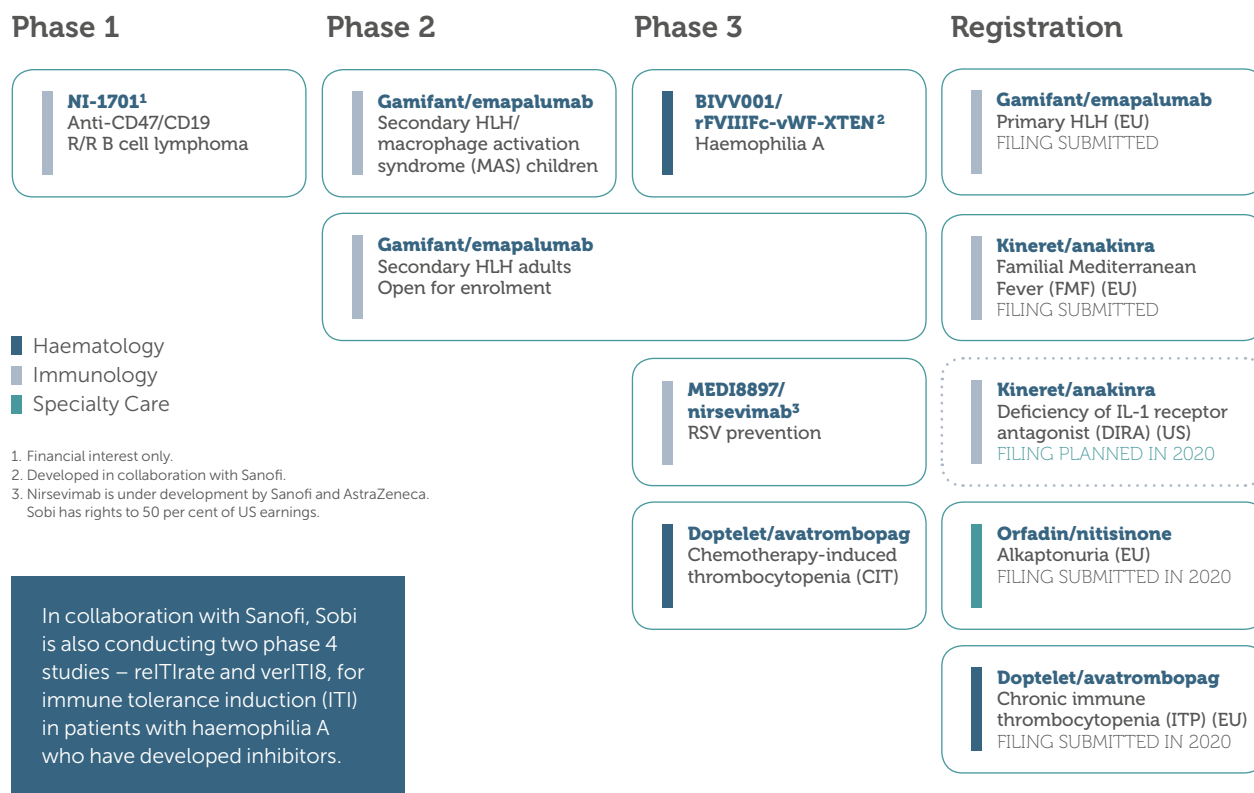 Phase 1
Phase 2
Phase 3
Registration
NI-1701¹
Anti-CD47/CD19
R/R B cell lymphoma
Gamifant/emapalumab
Secondary HLH/
macrophage activation
syndrome (MAS) children
BIVV001/
rFVIIIFc-vWF-XTEN²
Haemophilia A
Gamifant/emapalumab
Primary HLH (EU)
FILING SUBMITTED
Gamifant/emapalumab
Secondary HLH adults
Open for enrolment
Kineret/anakinra
Familial Mediterranean
Fever (FMF) (EU)
FILING SUBMITTED
Haematology
Immunology
Specialty Care
MEDI8897/
nirsevimab³
RSV prevention
Kineret/anakinra
Deficiency of IL-1 receptor
antagonist (DIRA) (US)
FILING PLANNED IN 2020
1. Financial interest only.
2. Developed in collaboration with Sanofi.
3. Nirsevimab is under development by Sanofi and AstraZeneca.
Sobi has rights to 50 per cent of US earnings.
Doptelet/avatrombopag
Chemotherapy-induced
thrombocytopenia (CIT)
Orfadin/nitisinone
Alkaptonuria (EU)
FILING SUBMITTED IN 2020
In collaboration with Sanofi, Sobi
is also conducting two phase 4
studies – reITIrate and verITI8, for
immune tolerance induction (ITI)
in patients with haemophilia A
who have developed inhibitors.
Doptelet/avatrombopag
Chronic immune
thrombocytopenia (ITP) (EU)
FILING SUBMITTED IN 2020